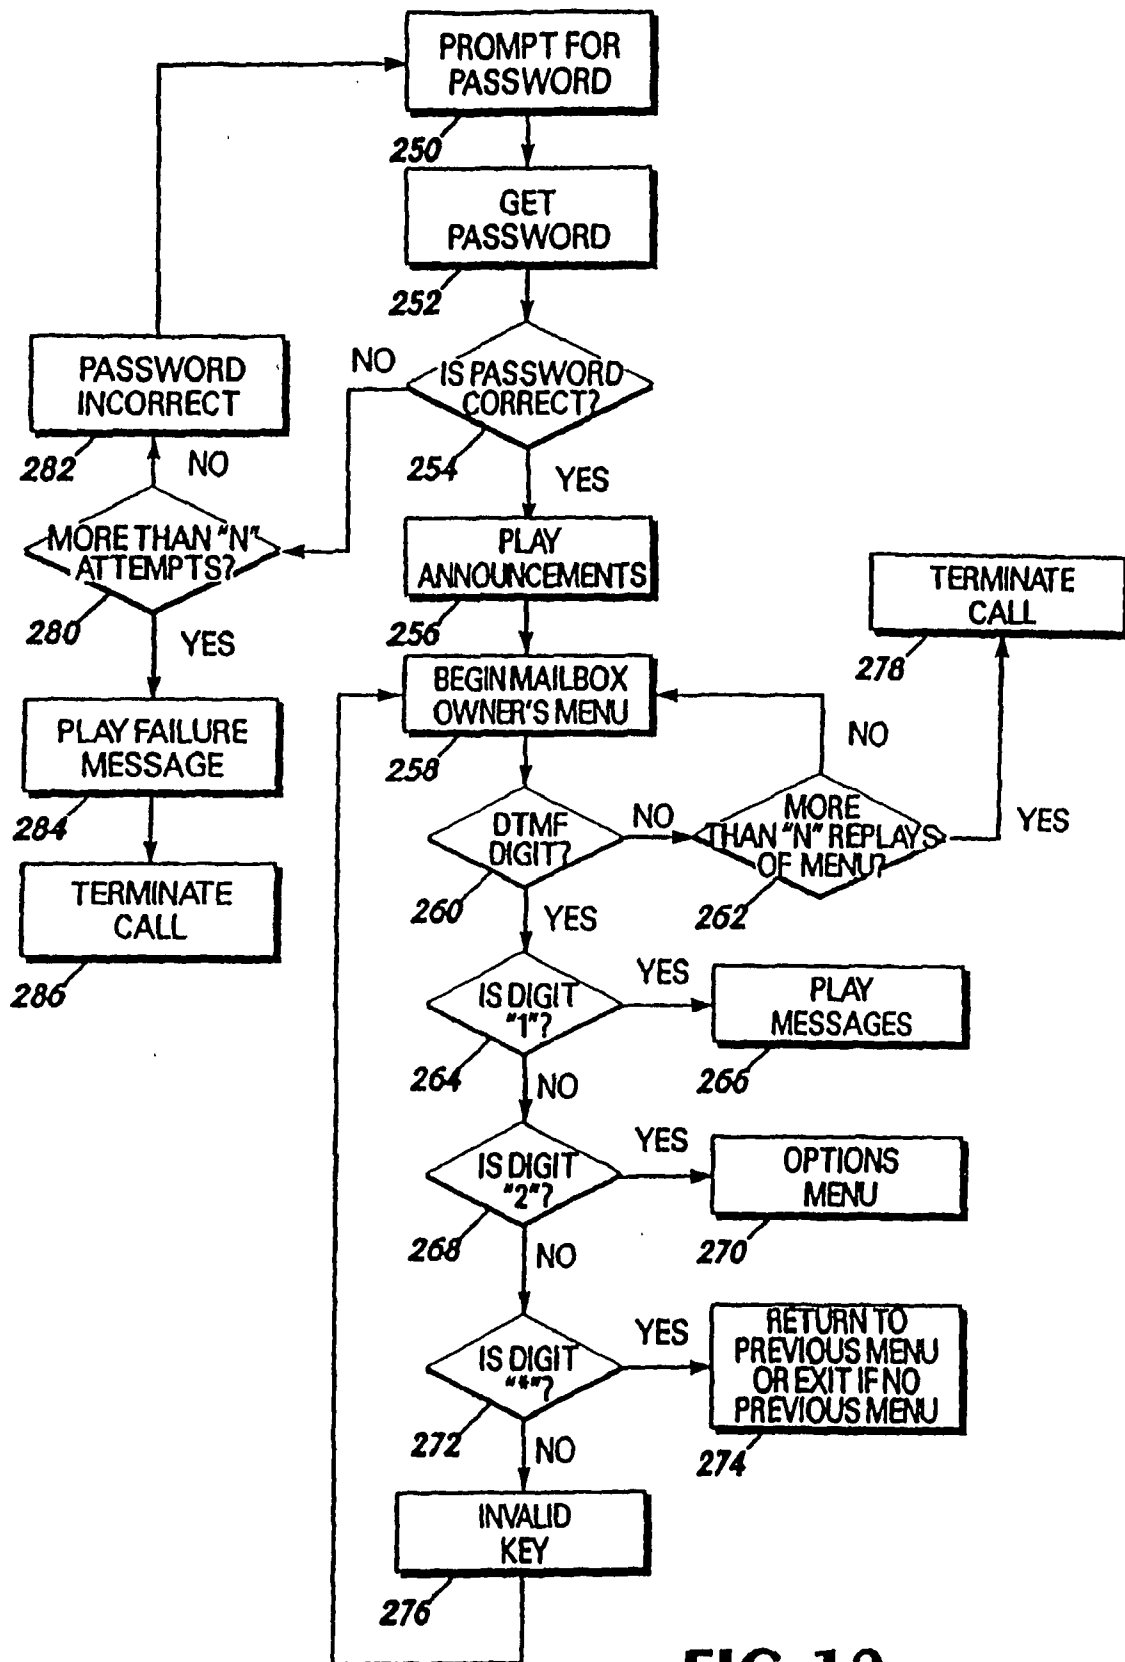 PROMPT FOR
PASSWORD
250
GET
PASSWORD
252
IS PASSWORD
CORRECT?
254
NO
YES
PASSWORD
INCORRECT
282
NO
MORE THAN "N"
ATTEMPTS?
280
YES
PLAY FAILURE
MESSAGE
284
TERMINATE
CALL
286
PLAY
ANNOUNCEMENTS
256
BEGIN MAILBOX
OWNER'S MENU
258
TERMINATE
CALL
278
NO
DTMF
DIGIT?
260
NO
YES
MORE
THAN "N" REPLAYS
OF MENU?
262
YES
IS DIGIT
"1"?
264
YES
NO
PLAY
MESSAGES
266
IS DIGIT
"2"?
268
YES
NO
OPTIONS
MENU
270
IS DIGIT
"*"?
272
YES
NO
RETURN TO
PREVIOUS MENU
OR EXIT IF NO
PREVIOUS MENU
274
INVALID
KEY
276